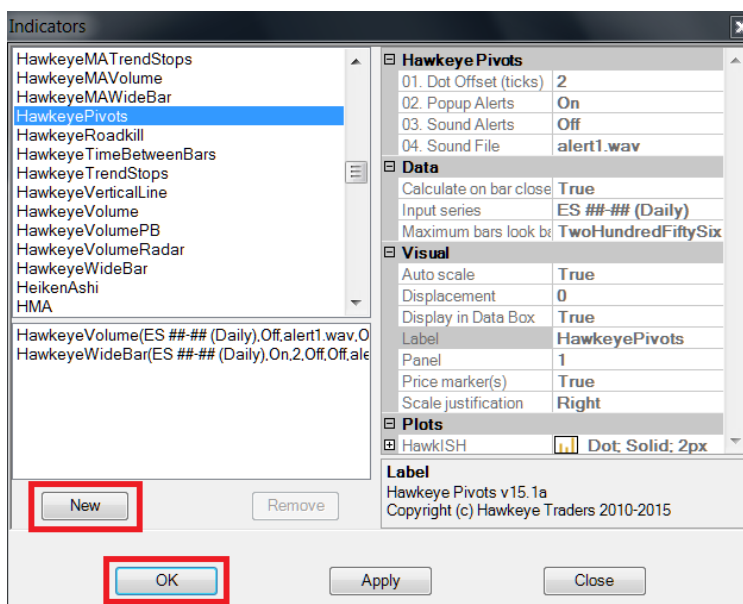 Indicators
HawkeyeMATrendStops
HawkeyeMAVolume
HawkeyeMAWideBar
HawkeyePivots
HawkeyeRoadkill
HawkeyeTimeBetweenBars
HawkeyeTrendStops
HawkeyeVerticalLine
HawkeyeVolume
HawkeyeVolumePB
HawkeyeVolumeRadar
HawkeyeWideBar
HeikenAshi
HMA
HawkeyeVolume(ES ##-## (Daily),Off,alert1.wav,O
HawkeyeWideBar(ES ##-## (Daily),On,2,Off,Off,ale
New
Remove
Hawkeye Pivots
01. Dot Offset (ticks) 2
02. Popup Alerts On
03. Sound Alerts Off
04. Sound File alert1.wav
Data
Calculate on bar close True
Input series ES ##-## (Daily)
Maximum bars look ba TwoHundredFiftySix
Visual
Auto scale True
Displacement 0
Display in Data Box True
Label HawkeyePivots
Panel 1
Price marker(s) True
Scale justification Right
Plots
HawkISH Dot; Solid; 2px
Label
Hawkeye Pivots v15.1a
Copyright (c) Hawkeye Traders 2010-2015
OK
Apply
Close